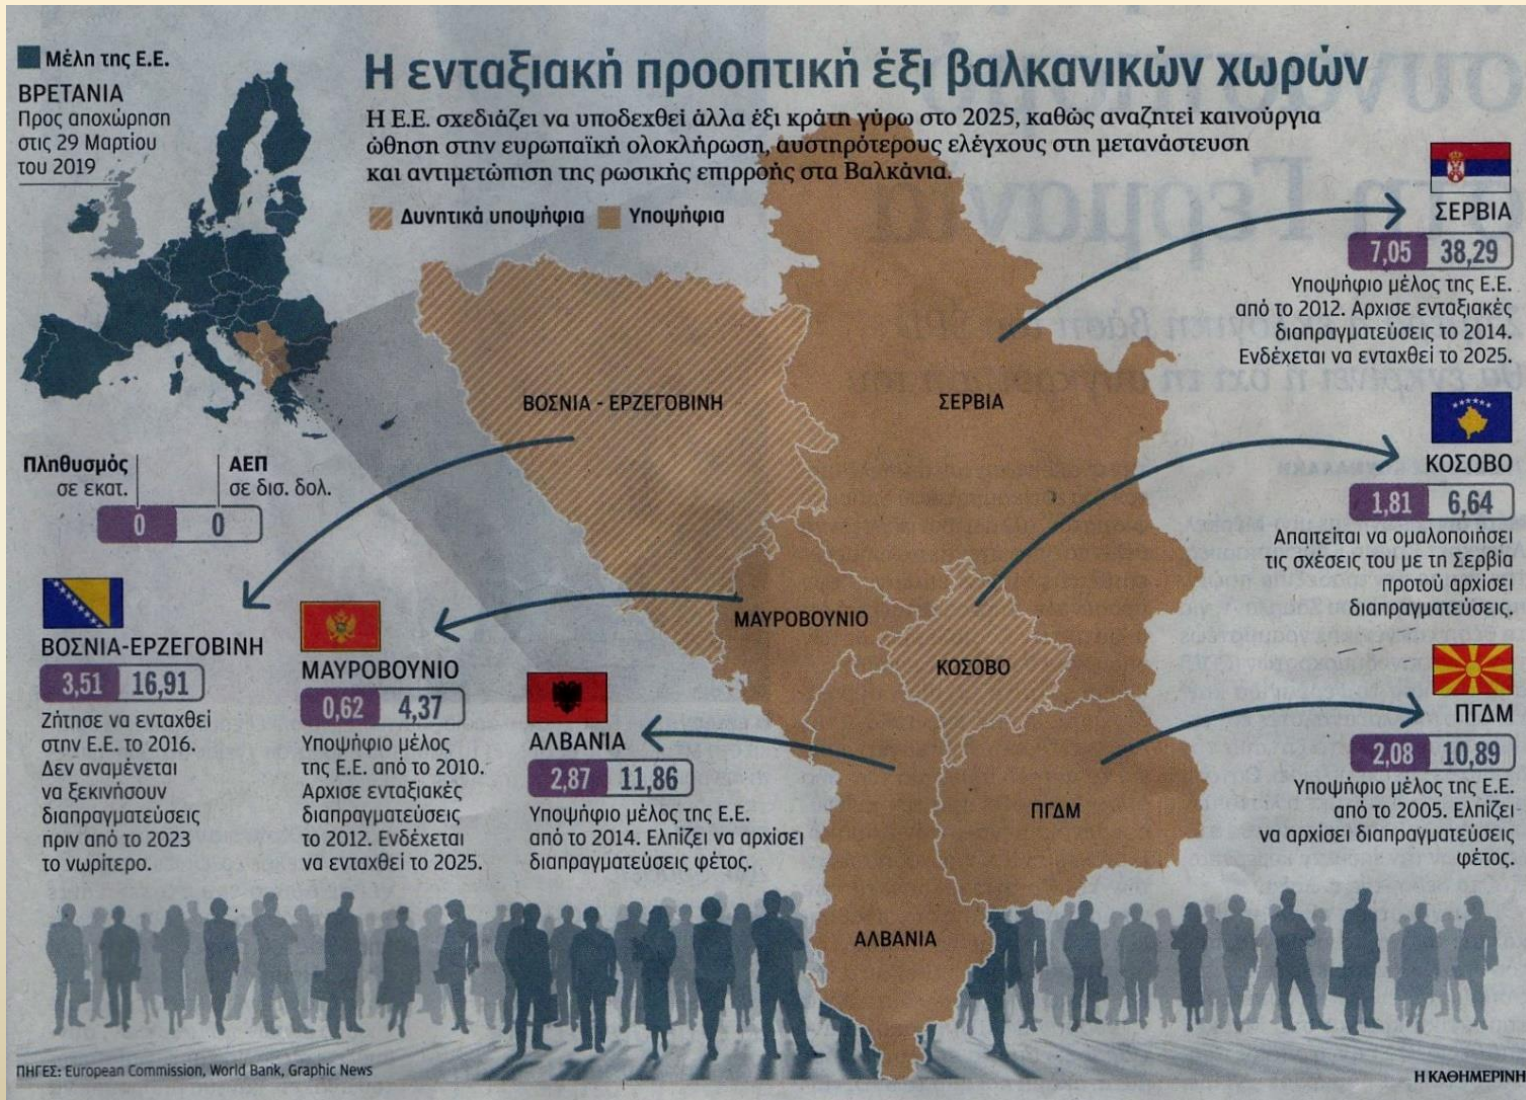 Μέλη της Ε.Ε.
ΒΡΕΤΑΝΙΑ
Προς αποχώρηση
στις 29 Μαρτίου
του 2019
Η ενταξιακή προοπτική έξι βαλκανικών χωρών
Η Ε.Ε. σχεδιάζει να υποδεχθεί άλλα έξι κράτη γύρω στο 2025, καθώς αναζητεί καινούργια
ώθηση στην ευρωπαϊκή ολοκλήρωση, αυστηρότερους ελέγχους στη μετανάστευση
και αντιμετώπιση της ρωσικής επιρροής στα Βαλκάνια.
Δυνητικά υποψήφια Υποψήφια
Πληθυσμός
σε εκατ.
ΑΕΠ
σε δισ. δολ.
0 0
ΒΟΣΝΙΑ - ΕΡΖΕΓΟΒΙΝΗ
ΣΕΡΒΙΑ
ΜΑΥΡΟΒΟΥΝΙΟ
ΚΟΣΟΒΟ
ΠΓΔΜ
ΑΛΒΑΝΙΑ
ΣΕΡΒΙΑ
7,05 38,29
Υποψήφιο μέλος της Ε.Ε.
από το 2012. Αρχισε ενταξιακές
διαπραγματεύσεις το 2014.
Ενδέχεται να ενταχθεί το 2025.
ΚΟΣΟΒΟ
1,81 6,64
Απαιτείται να ομαλοποιήσει
τις σχέσεις του με τη Σερβία
προτού αρχίσει
διαπραγματεύσεις.
ΠΓΔΜ
2,08 10,89
Υποψήφιο μέλος της Ε.Ε.
από το 2005. Ελπίζει
να αρχίσει διαπραγματεύσεις
φέτος.
ΒΟΣΝΙΑ-ΕΡΖΕΓΟΒΙΝΗ
3,51 16,91
Ζήτησε να ενταχθεί
στην Ε.Ε. το 2016.
Δεν αναμένεται
να ξεκινήσουν
διαπραγματεύσεις
πριν από το 2023
το νωρίτερο.
ΜΑΥΡΟΒΟΥΝΙΟ
0,62 4,37
Υποψήφιο μέλος
της Ε.Ε. από το 2010.
Αρχισε ενταξιακές
διαπραγματεύσεις
το 2012. Ενδέχεται
να ενταχθεί το 2025.
ΑΛΒΑΝΙΑ
2,87 11,86
Υποψήφιο μέλος της Ε.Ε.
από το 2014. Ελπίζει να αρχίσει
διαπραγματεύσεις φέτος.
ΠΗΓΕΣ: European Commission, World Bank, Graphic News
Η ΚΑΘΗΜΕΡΙΝΗ